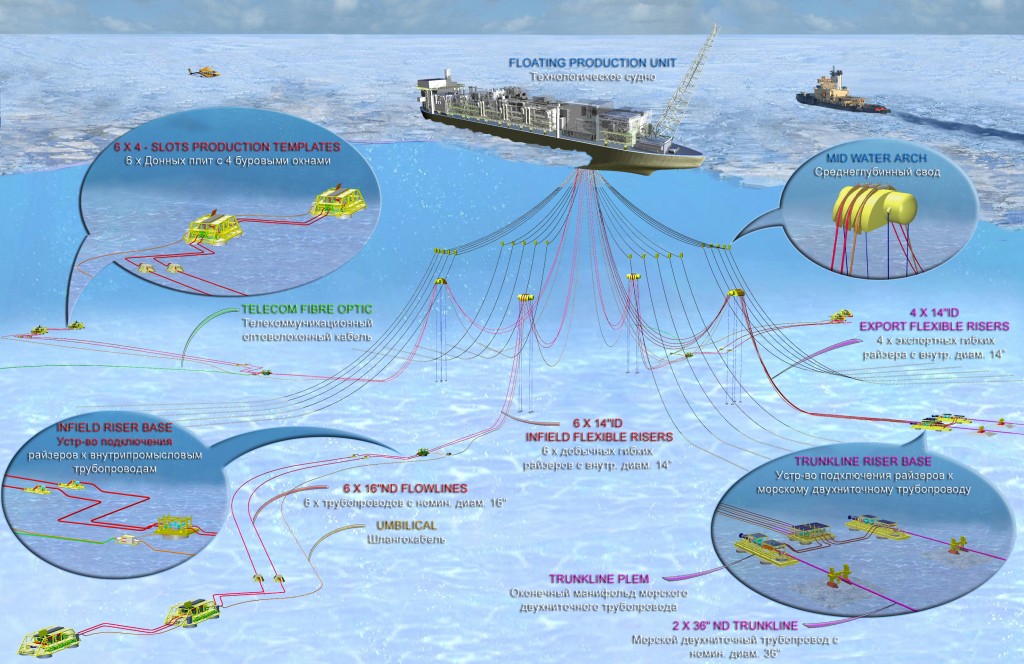 FLOATING PRODUCTION UNIT
Технологическое судно
6 X 4 - SLOTS PRODUCTION TEMPLATES
6 x Донных плит с 4 буровыми окнами
MID WATER ARCH
Среднеглубинный свод
TELECOM FIBRE OPTIC
Телекоммуникационный
оптоволоконный кабель
4 X 14"ID
EXPORT FLEXIBLE RISERS
4 x экспортных гибких
райзера с внутр. диам. 14"
INFIELD RISER BASE
Устр-во подключения
райзеров к внутрипромысловым
трубопроводам
6 X 14"ID
INFIELD FLEXIBLE RISERS
6 x добычных гибких
райзеров с внутр. диам. 14"
TRUNKLINE RISER BASE
Устр-во подключения райзеров к
морскому двухниточному трубопроводу
6 X 16"ND FLOWLINES
6 x трубопроводов с номин. диам. 16"
UMBILICAL
Шлангокабель
TRUNKLINE PLEM
Оконечный манифольд морского
двухниточного трубопровода
2 X 36" ND TRUNKLINE
Морской двухниточный трубопровод с
номин. диам. 36"